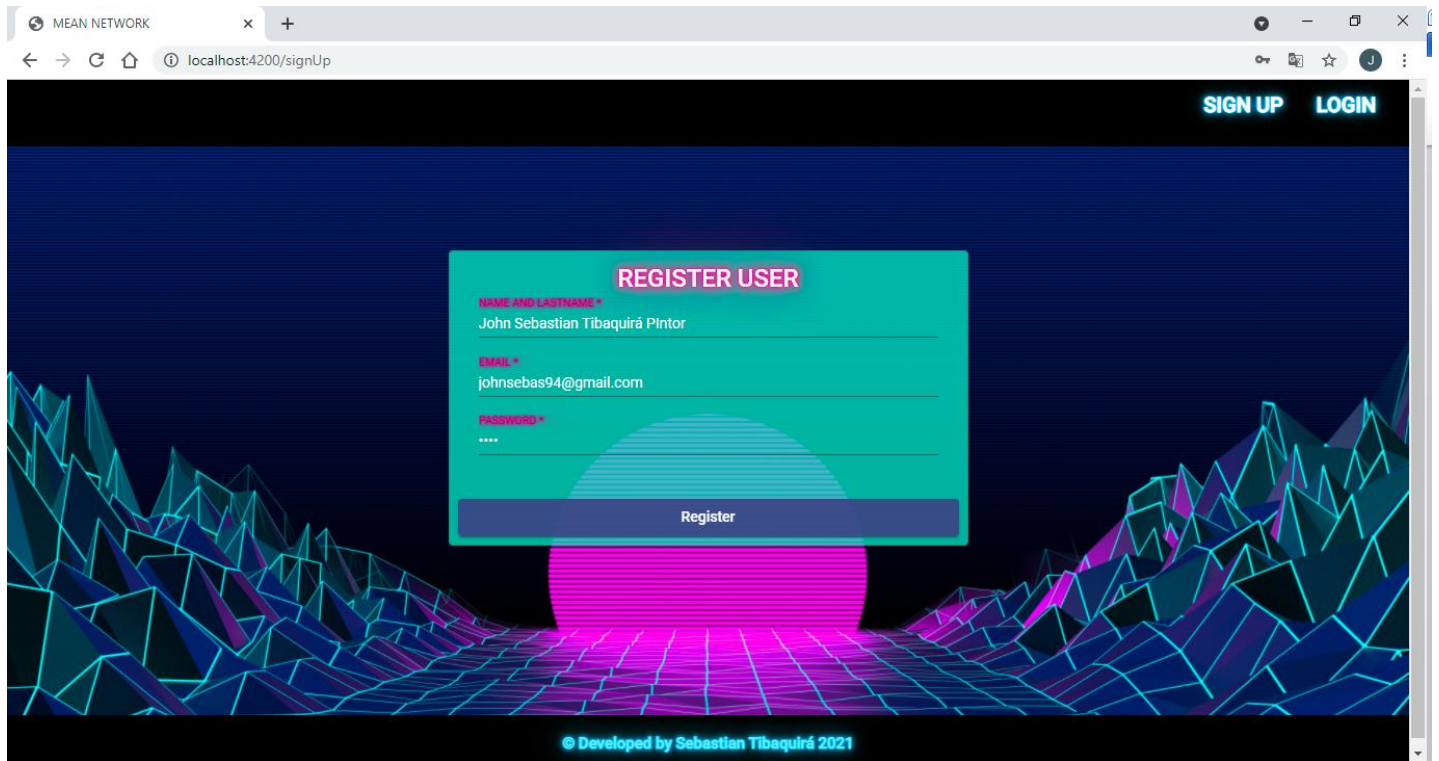 MEAN NETWORK
localhost:4200/signUp
J
SIGN UP LOGIN
REGISTER USER
NAME AND LASTNAME *
John Sebastian Tibaquirá PIntor
EMAIL *
johnsebas94@gmail.com
PASSWORD *
••••
Register
© Developed by Sebastian Tibaquirá 2021